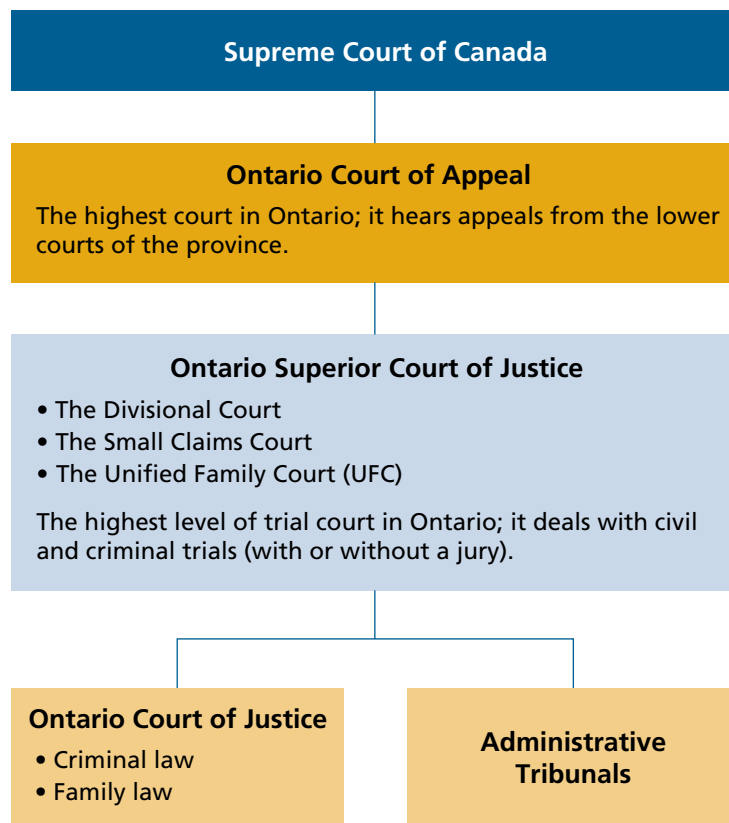 Supreme Court of Canada
Ontario Court of Appeal
The highest court in Ontario; it hears appeals from the lower
courts of the province.
Ontario Superior Court of Justice
• The Divisional Court
• The Small Claims Court
• The Unified Family Court (UFC)
The highest level of trial court in Ontario; it deals with civil
and criminal trials (with or without a jury).
Ontario Court of Justice
• Criminal law
• Family law
Administrative
Tribunals